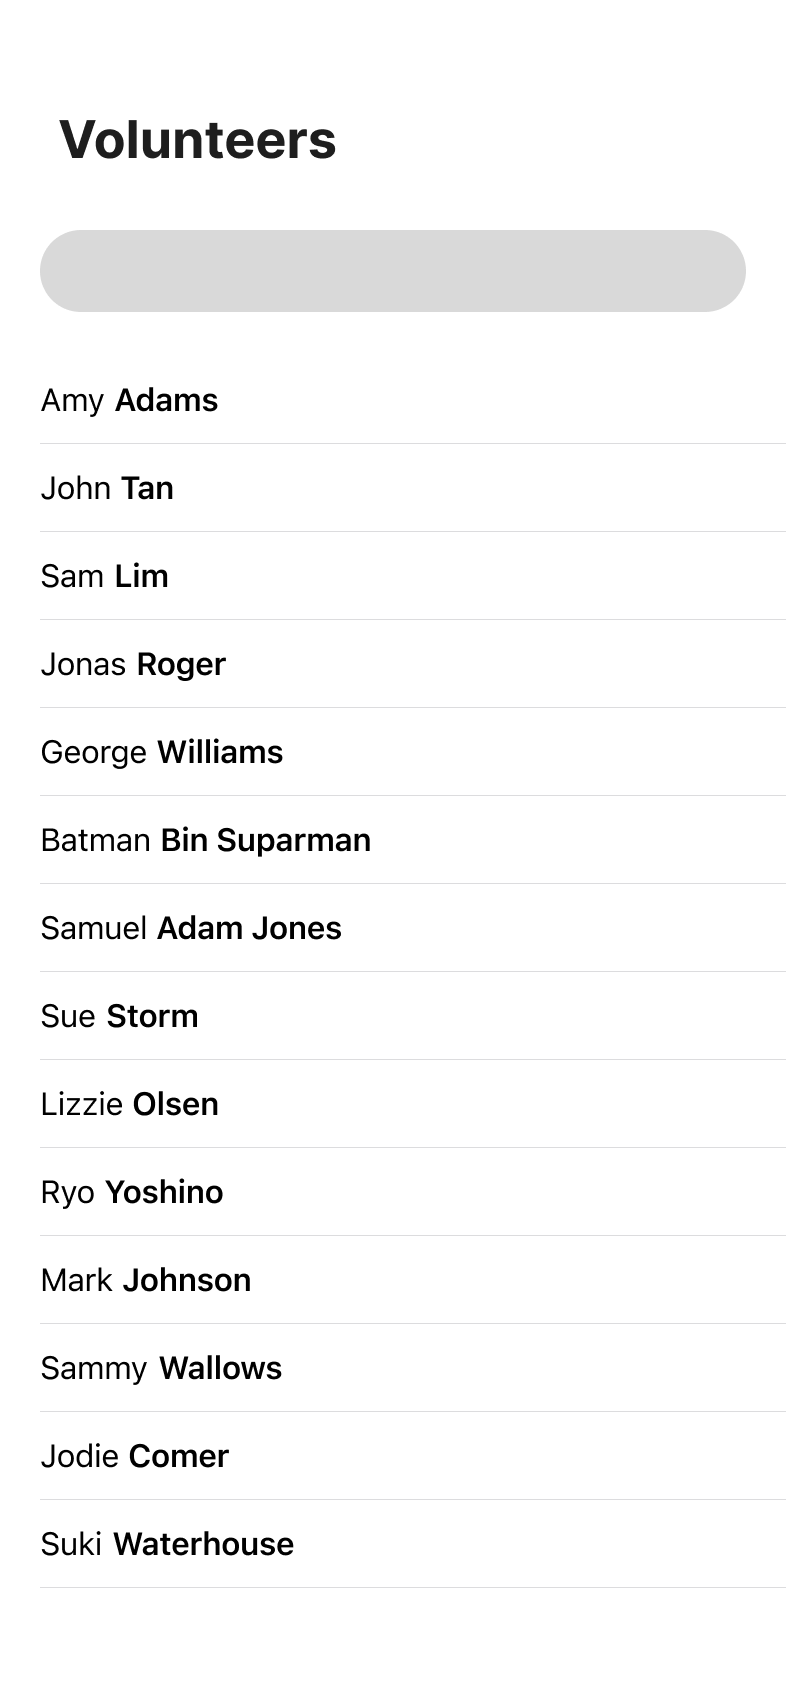 Volunteers
Amy Adams
John Tan
Sam Lim
Jonas Roger
George Williams
Batman Bin Suparman
Samuel Adam Jones
Sue Storm
Lizzie Olsen
Ryo Yoshino
Mark Johnson
Sammy Wallows
Jodie Comer
Suki Waterhouse